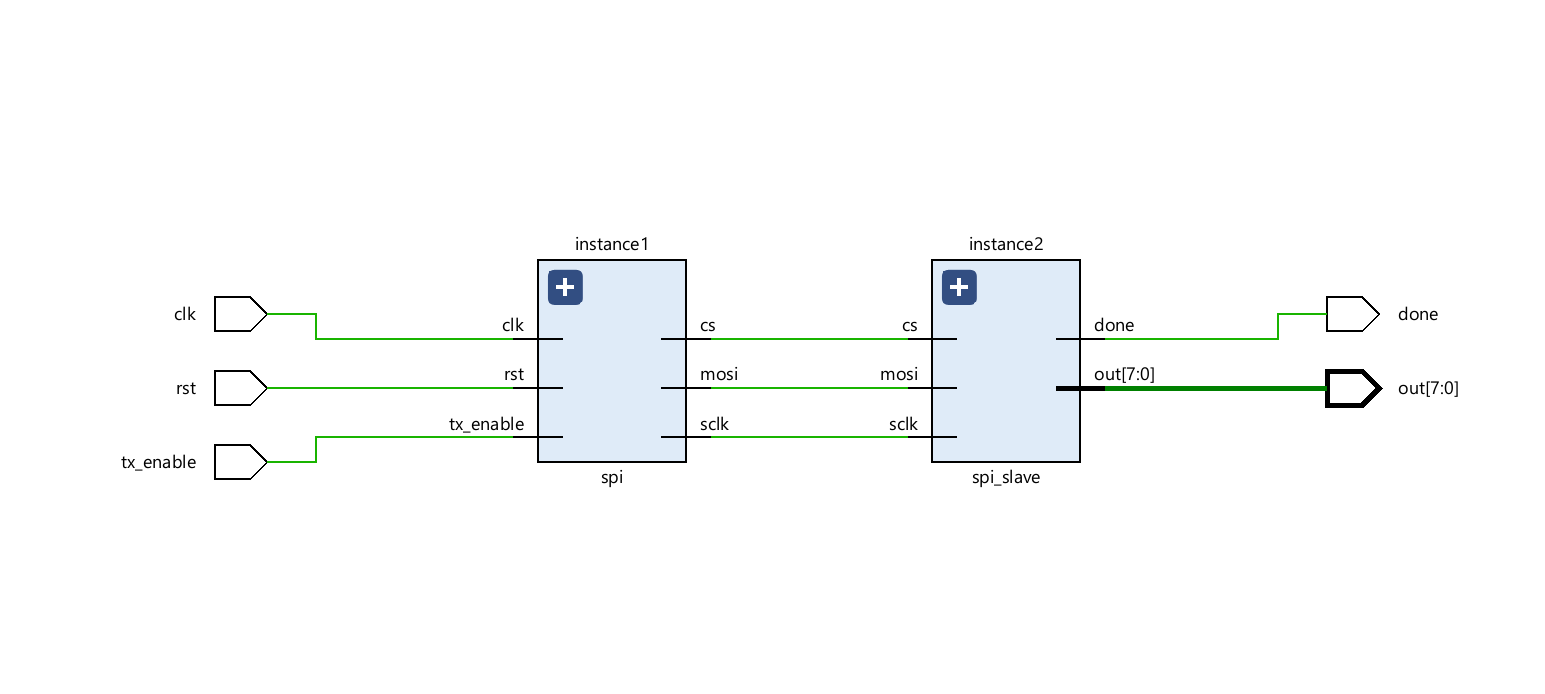 instance1
instance2
clk
clk
cs
cs
done
done
rst
rst
mosi
mosi
out[7:0]
out[7:0]
tx_enable
tx_enable
sclk
sclk
spi
spi_slave